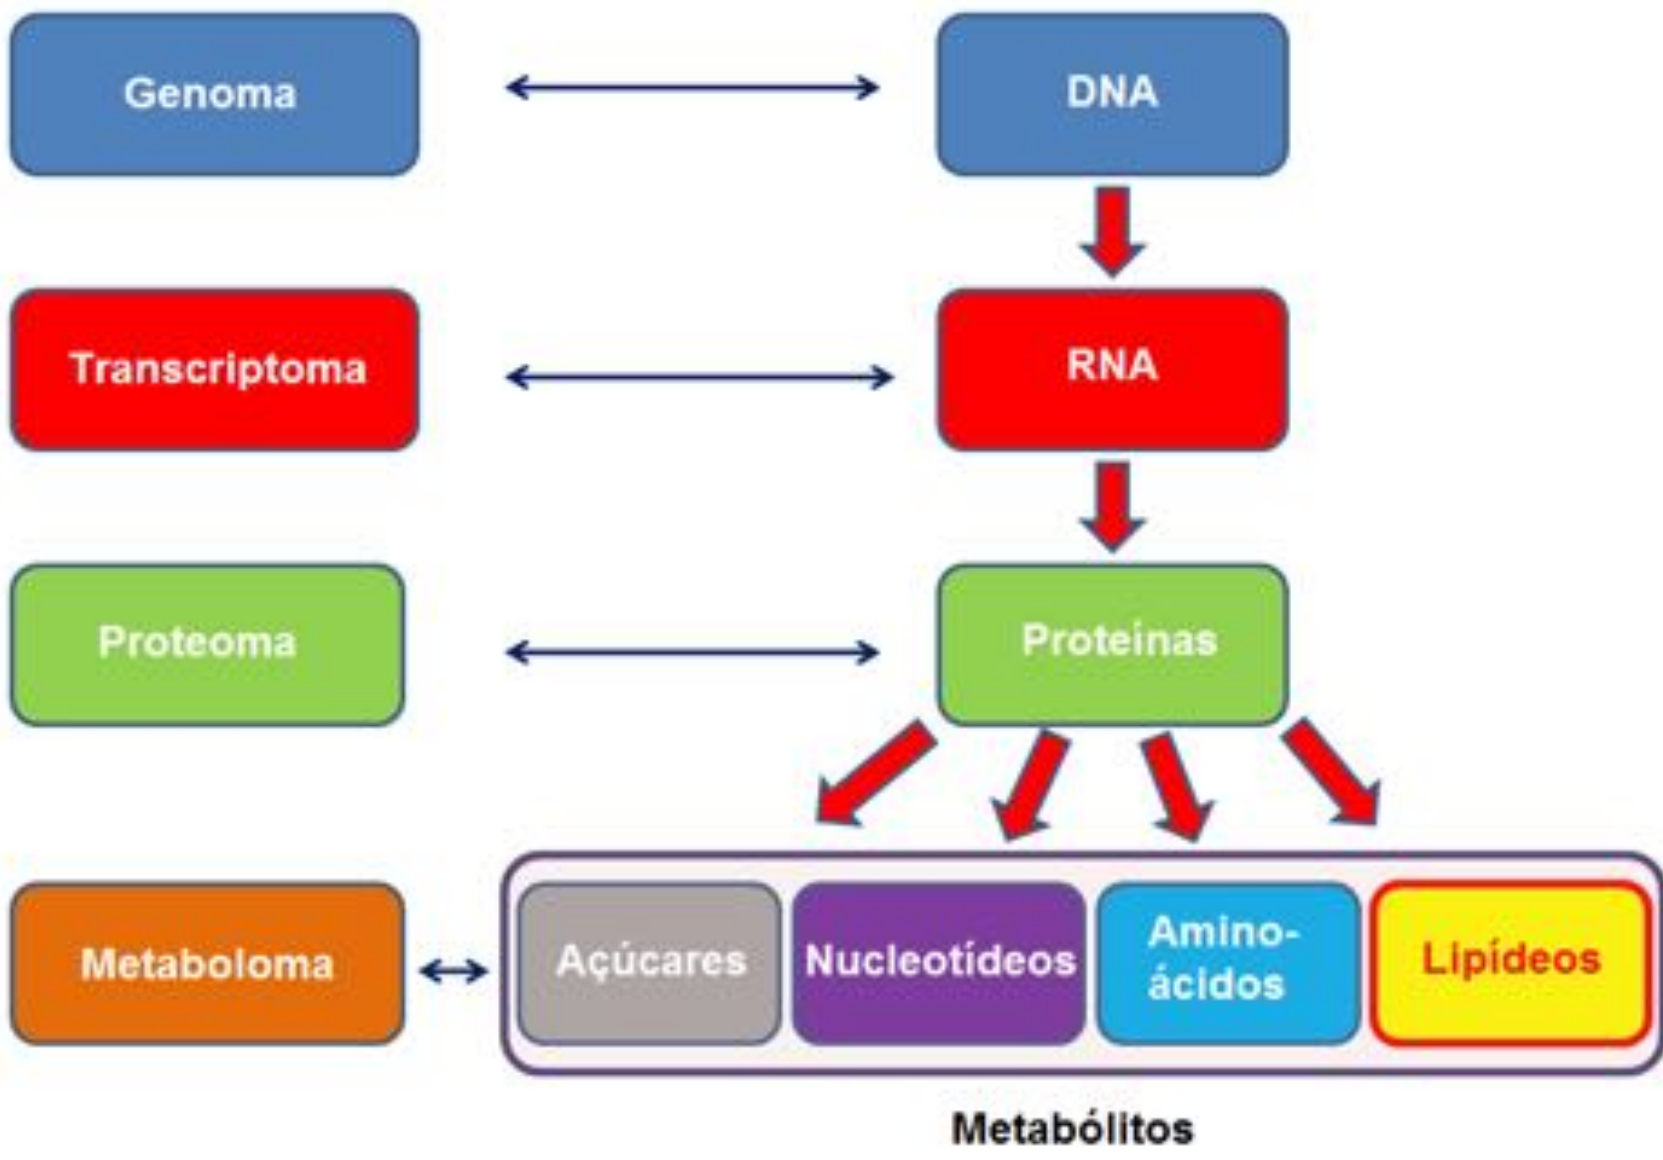 Genoma
DNA
Transcriptoma
RNA
Proteoma
Proteínas
Metaboloma
Açúcares
Nucleotídeos
Amino-
ácidos
Lipídeos
Metabólitos